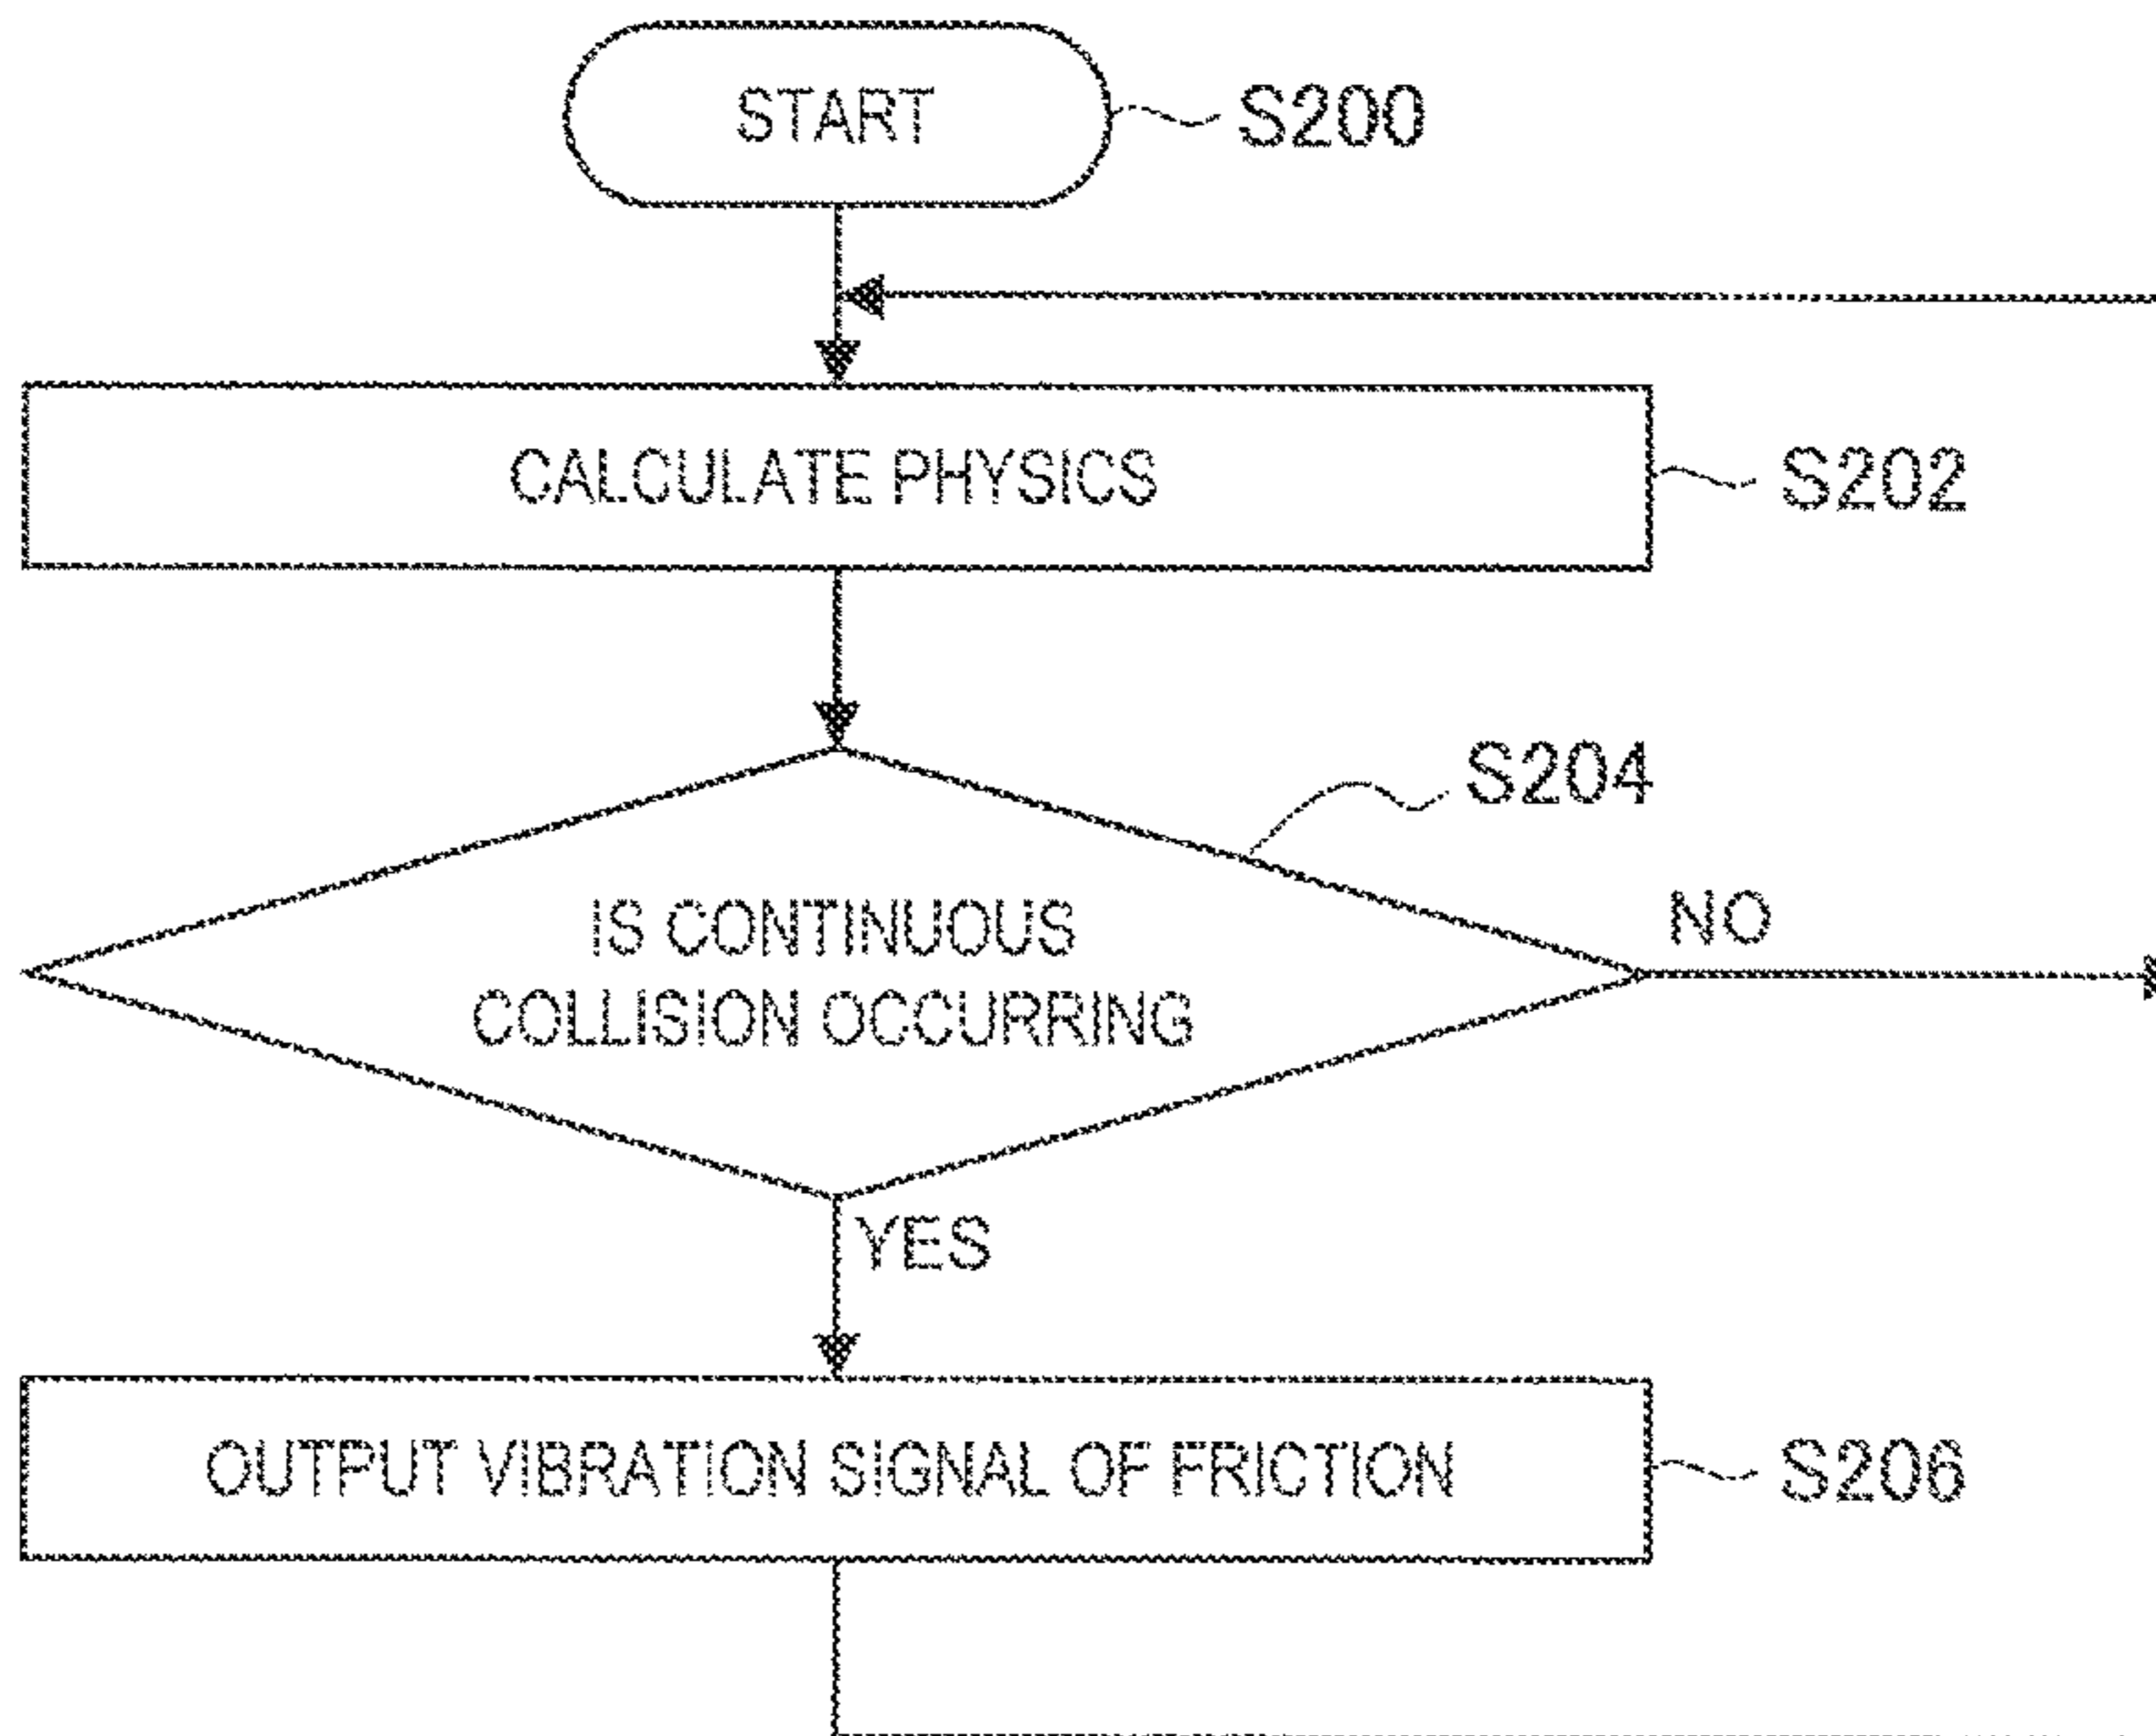 START
S200
CALCULATE PHYSICS
S202
S204
IS CONTINUOUS
COLLISION OCCURRING
NO
YES
OUTPUT VIBRATION SIGNAL OF FRICTION
S206